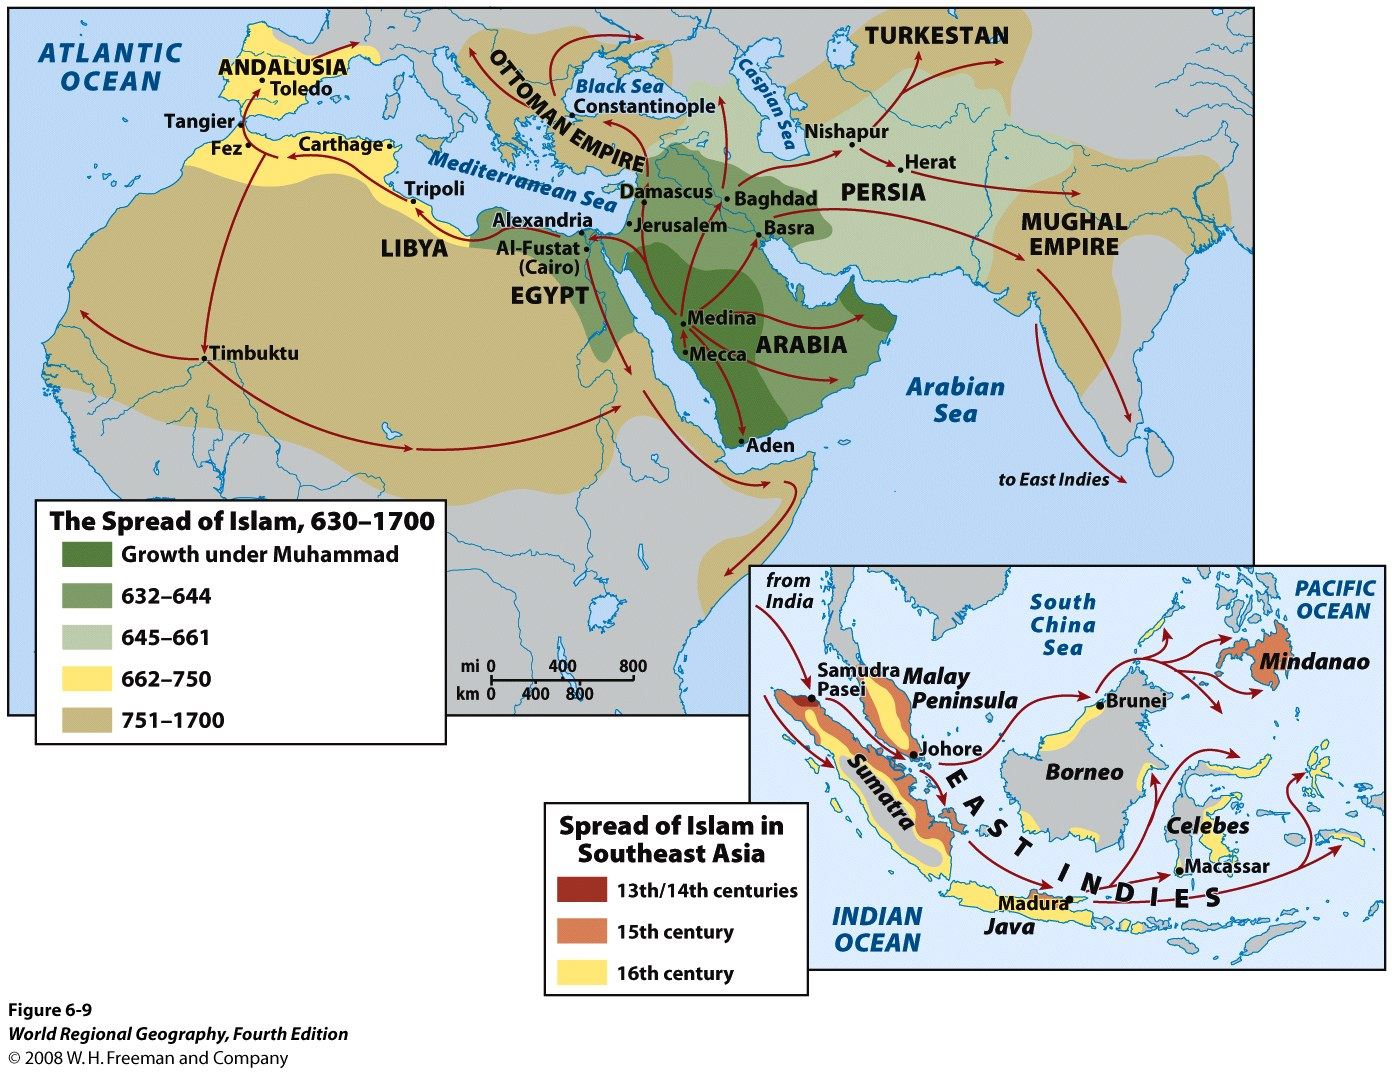 ATLANTIC
OCEAN
ANDALUSIA
Toledo
Tangier
Fez
Carthage
Tripoli
LIBYA
Mediterranean Sea
OTTOMAN EMPIRE
Black Sea
Constantinople
Caspian Sea
TURKESTAN
Nishapur
Herat
PERSIA
MUGHAL
EMPIRE
Damascus
Baghdad
Jerusalem
Basra
Alexandria
Al-Fustat
(Cairo)
EGYPT
Medina
Mecca
ARABIA
Aden
Arabian
Sea
to East Indies
Timbuktu
The Spread of Islam, 630–1700
Growth under Muhammad
632–644
645–661
662–750
751–1700
mi 0 400 800
km 0 400 800
from
India
South
China
Sea
PACIFIC
OCEAN
Samudra
Pasei
Malay
Peninsula
Mindanao
Brunei
Johore
Borneo
Sumatra
EAST INDIES
Celebes
Macassar
Madura
Java
INDIAN
OCEAN
Spread of Islam in
Southeast Asia
13th/14th centuries
15th century
16th century
Figure 6-9
World Regional Geography, Fourth Edition
© 2008 W. H. Freeman and Company